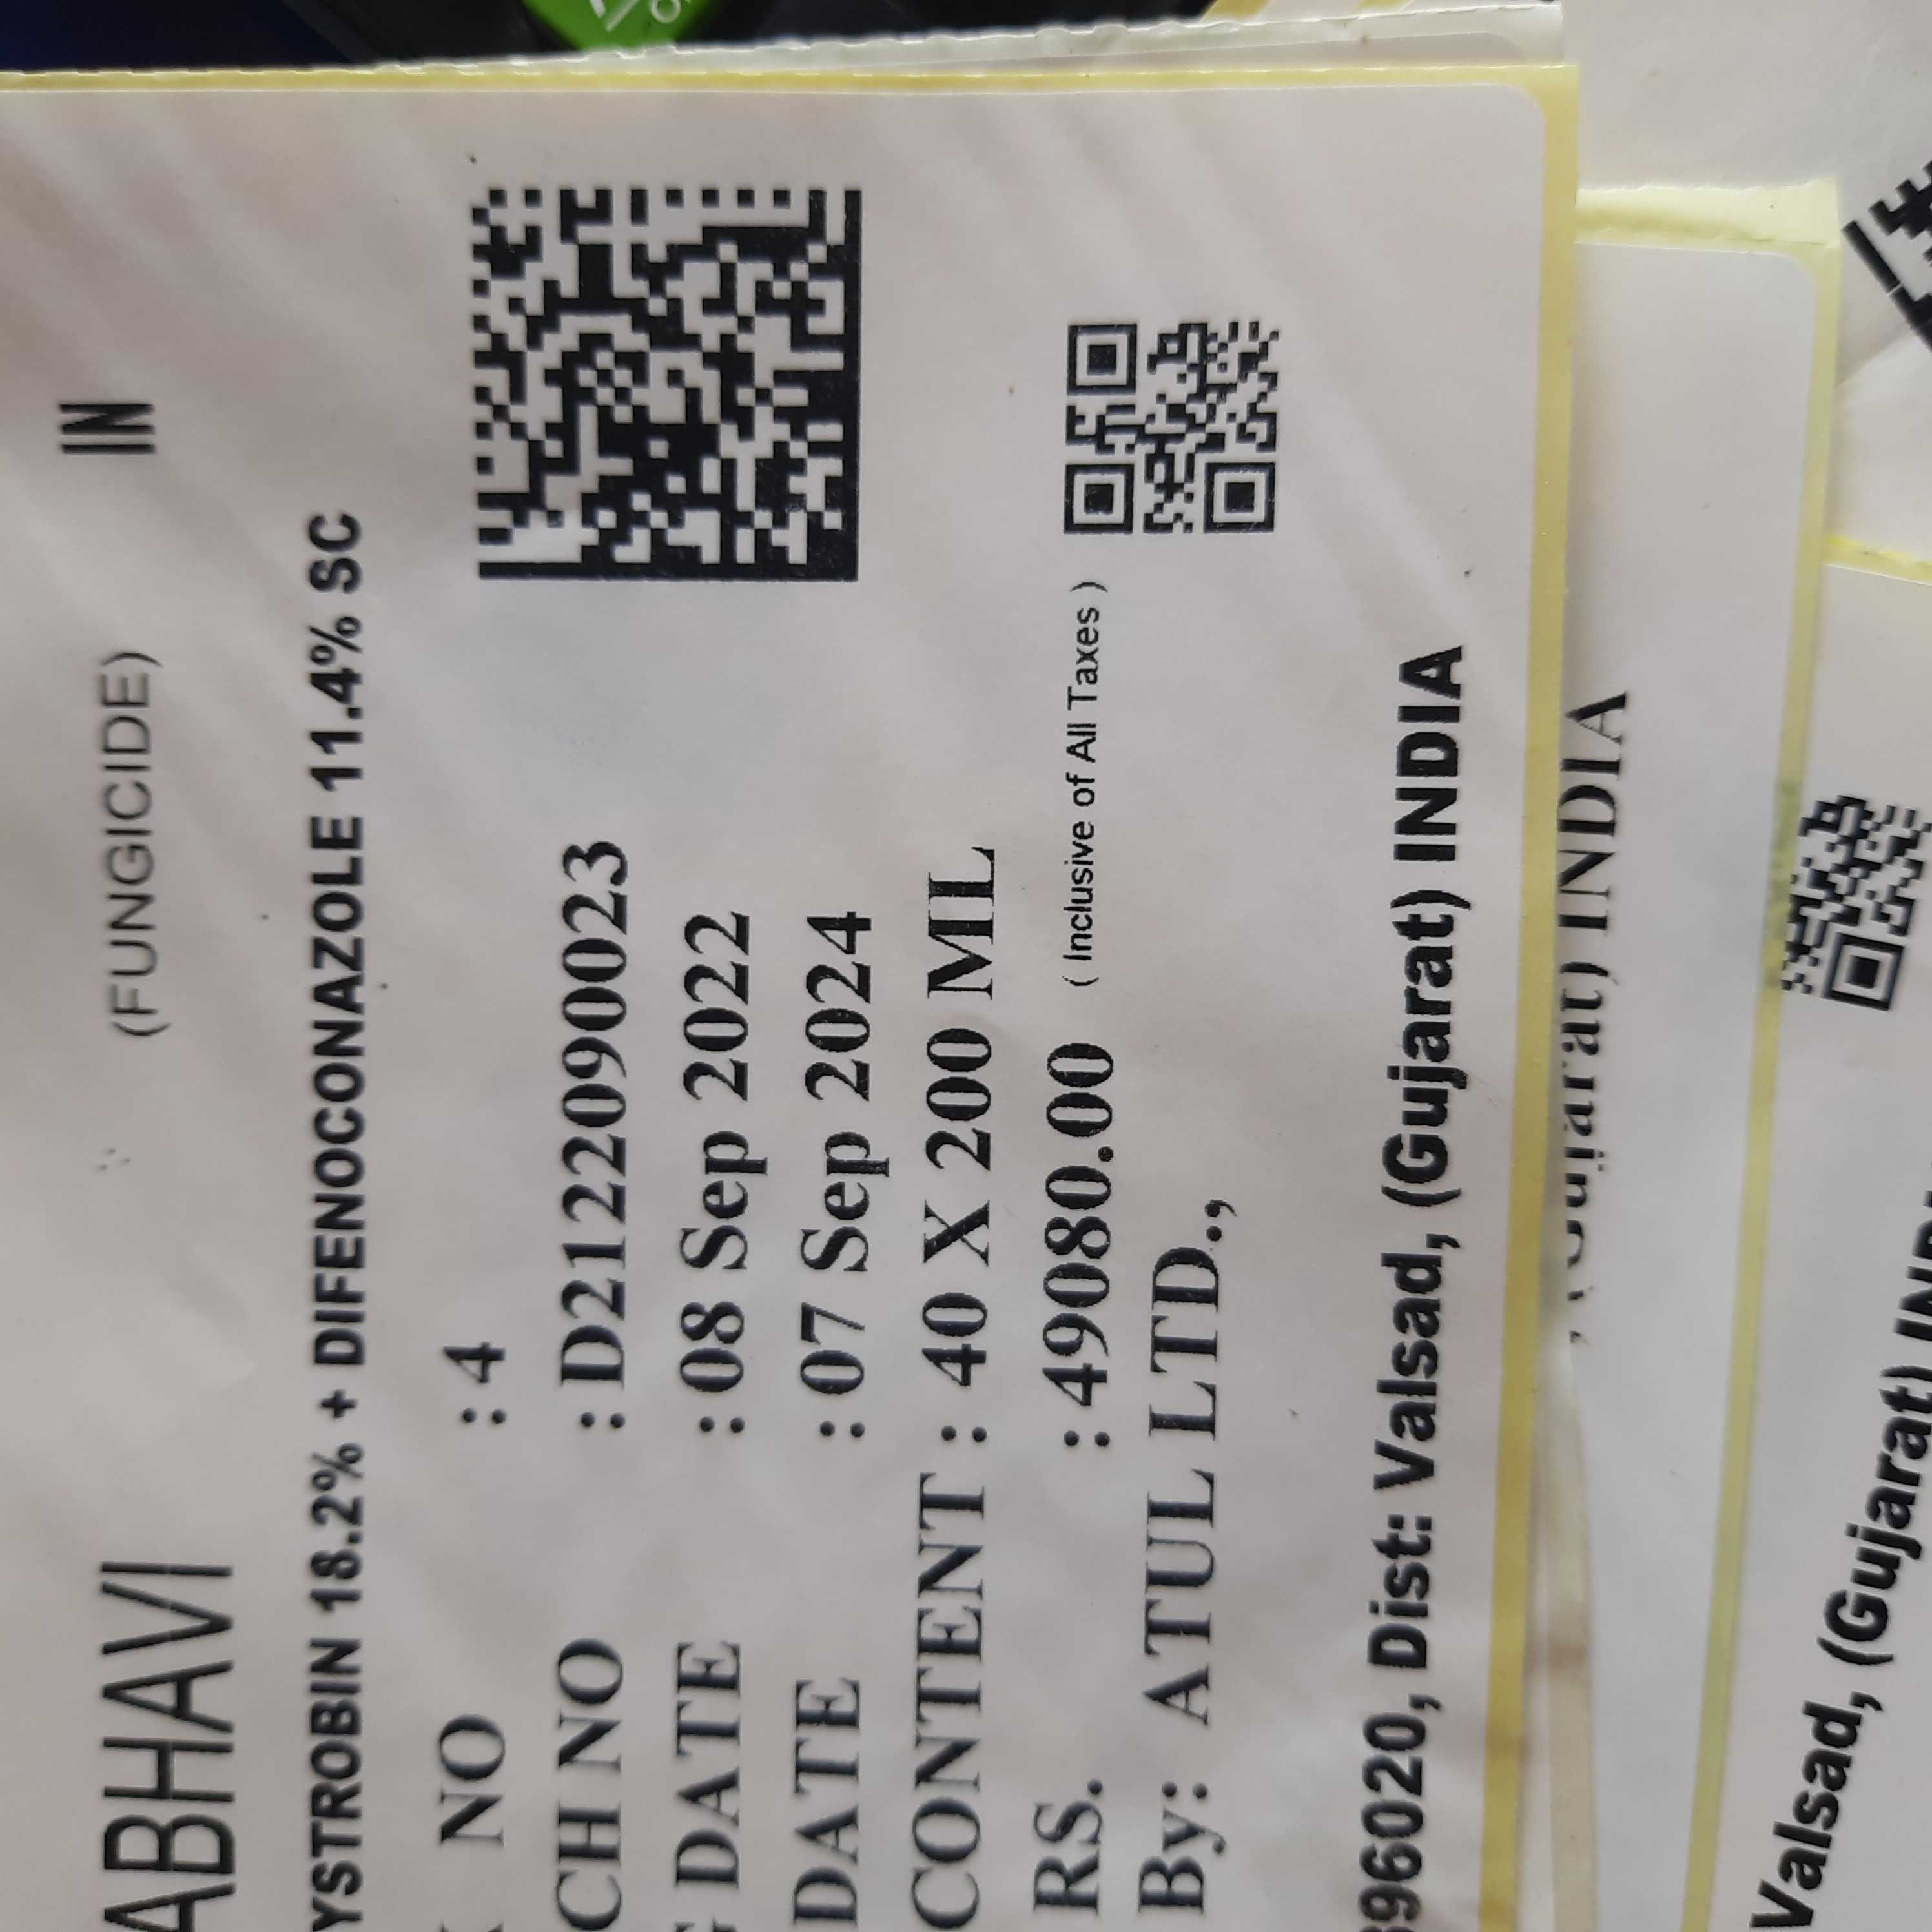 ABHAVI (FUNGICIDE) IN
YSTROBIN 18.2% + DIFENOCONAZOLE 11.4% SC
NO : 4
CH NO : D2122090023
DATE : 08 Sep 2022
DATE : 07 Sep 2024
CONTENT : 40 X 200 ML
RS. : 49080.00 ( Inclusive of All Taxes )
By: ATUL LTD.,
396020, Dist: Valsad, (Gujarat) INDIA
(Gujarat) INDIA
Valsad, (Gujarat)